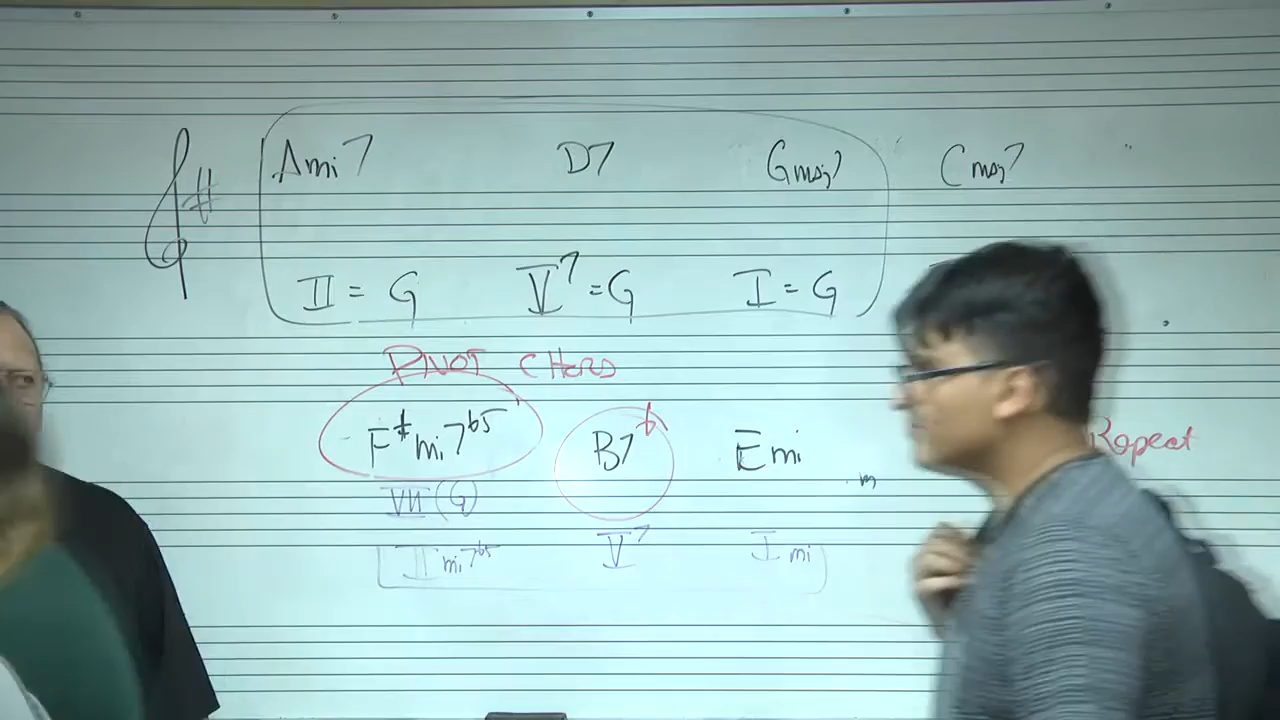 # Ami7 D7 Gmaj7 Cmaj7
II = G V7 = G I = G
PIVOT CHORD
F#mi7b5 B7 b Emi Repeat
VII (G)
IImi7b5 V7 Imi